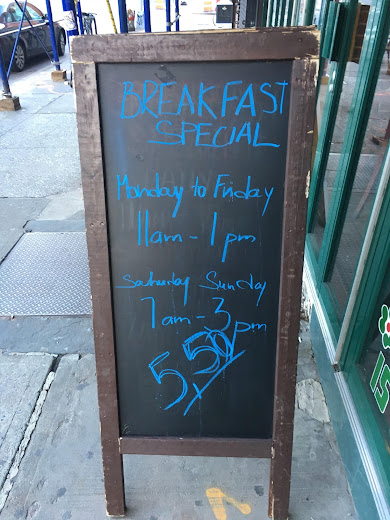 BREAKFAST
SPECIAL
Monday to Friday
11am - 1pm
Saturday Sunday
7am - 3pm
5.50